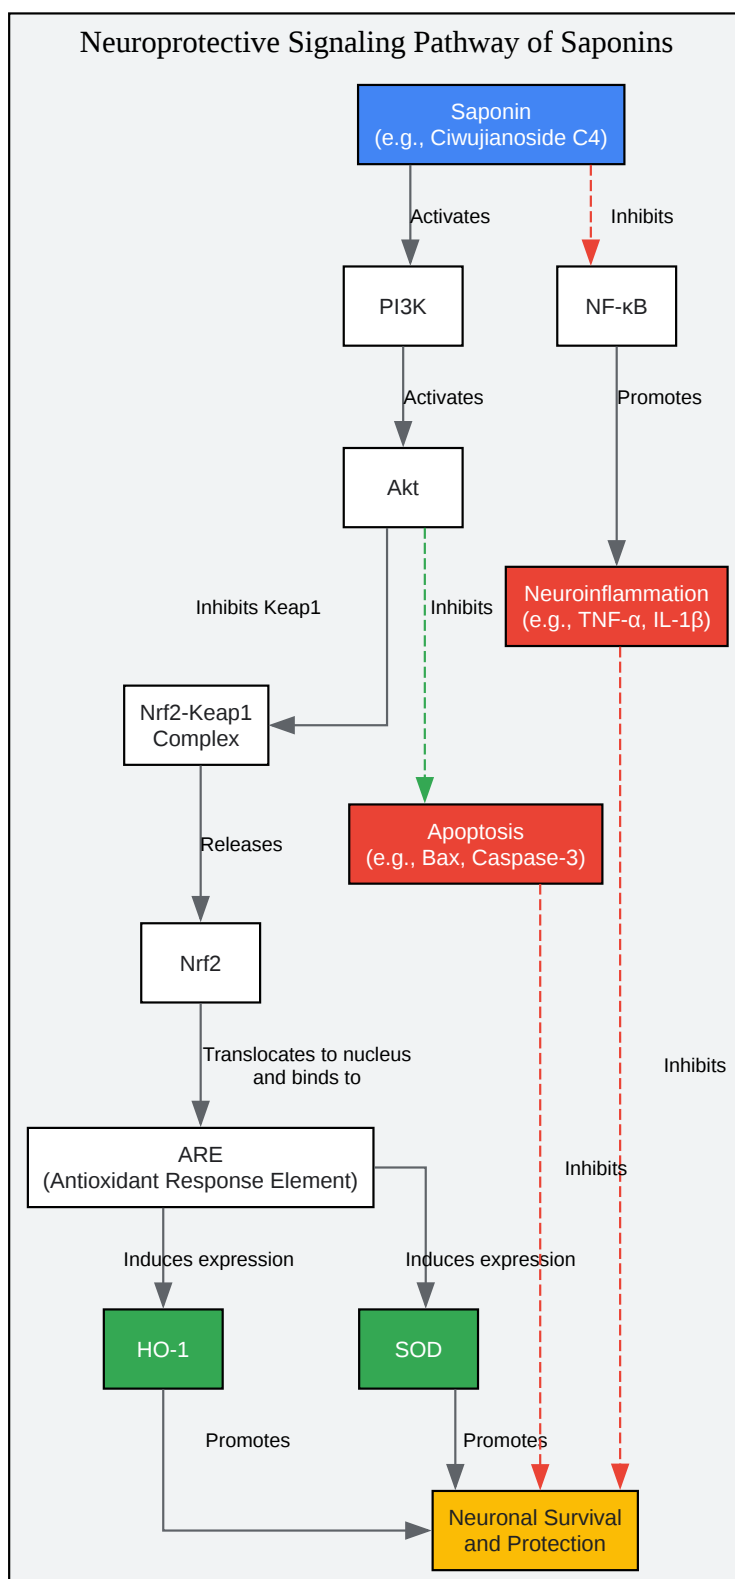 Neuroprotective Signaling Pathway of Saponins
Saponin
(e.g., Ciwujianoside C4)
Activates
Inhibits
PI3K
NF-κB
Activates
Promotes
Akt
Neuroinflammation
(e.g., TNF-α, IL-1β)
Inhibits Keap1
Inhibits
Nrf2-Keap1
Complex
Apoptosis
(e.g., Bax, Caspase-3)
Releases
Nrf2
Translocates to nucleus
and binds to
Inhibits
ARE
(Antioxidant Response Element)
Inhibits
Induces expression
Induces expression
HO-1
SOD
Promotes
Promotes
Neuronal Survival
and Protection